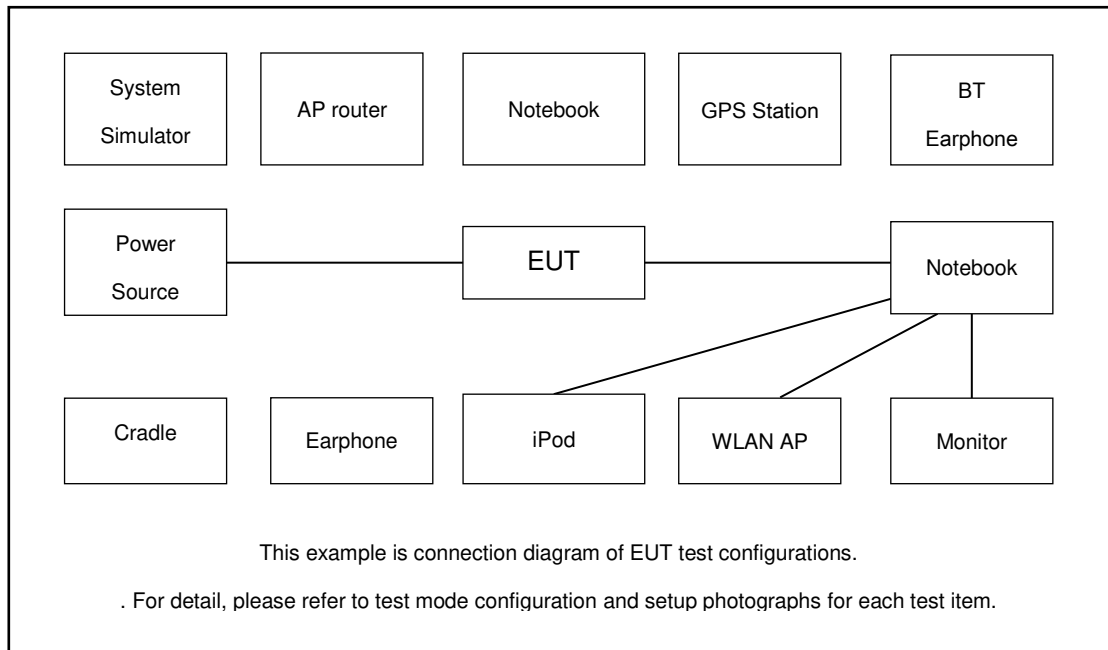 System
Simulator
AP router
Notebook
GPS Station
BT
Earphone
Power
Source
EUT
Notebook
Cradle
Earphone
iPod
WLAN AP
Monitor
This example is connection diagram of EUT test configurations.
. For detail, please refer to test mode configuration and setup photographs for each test item.